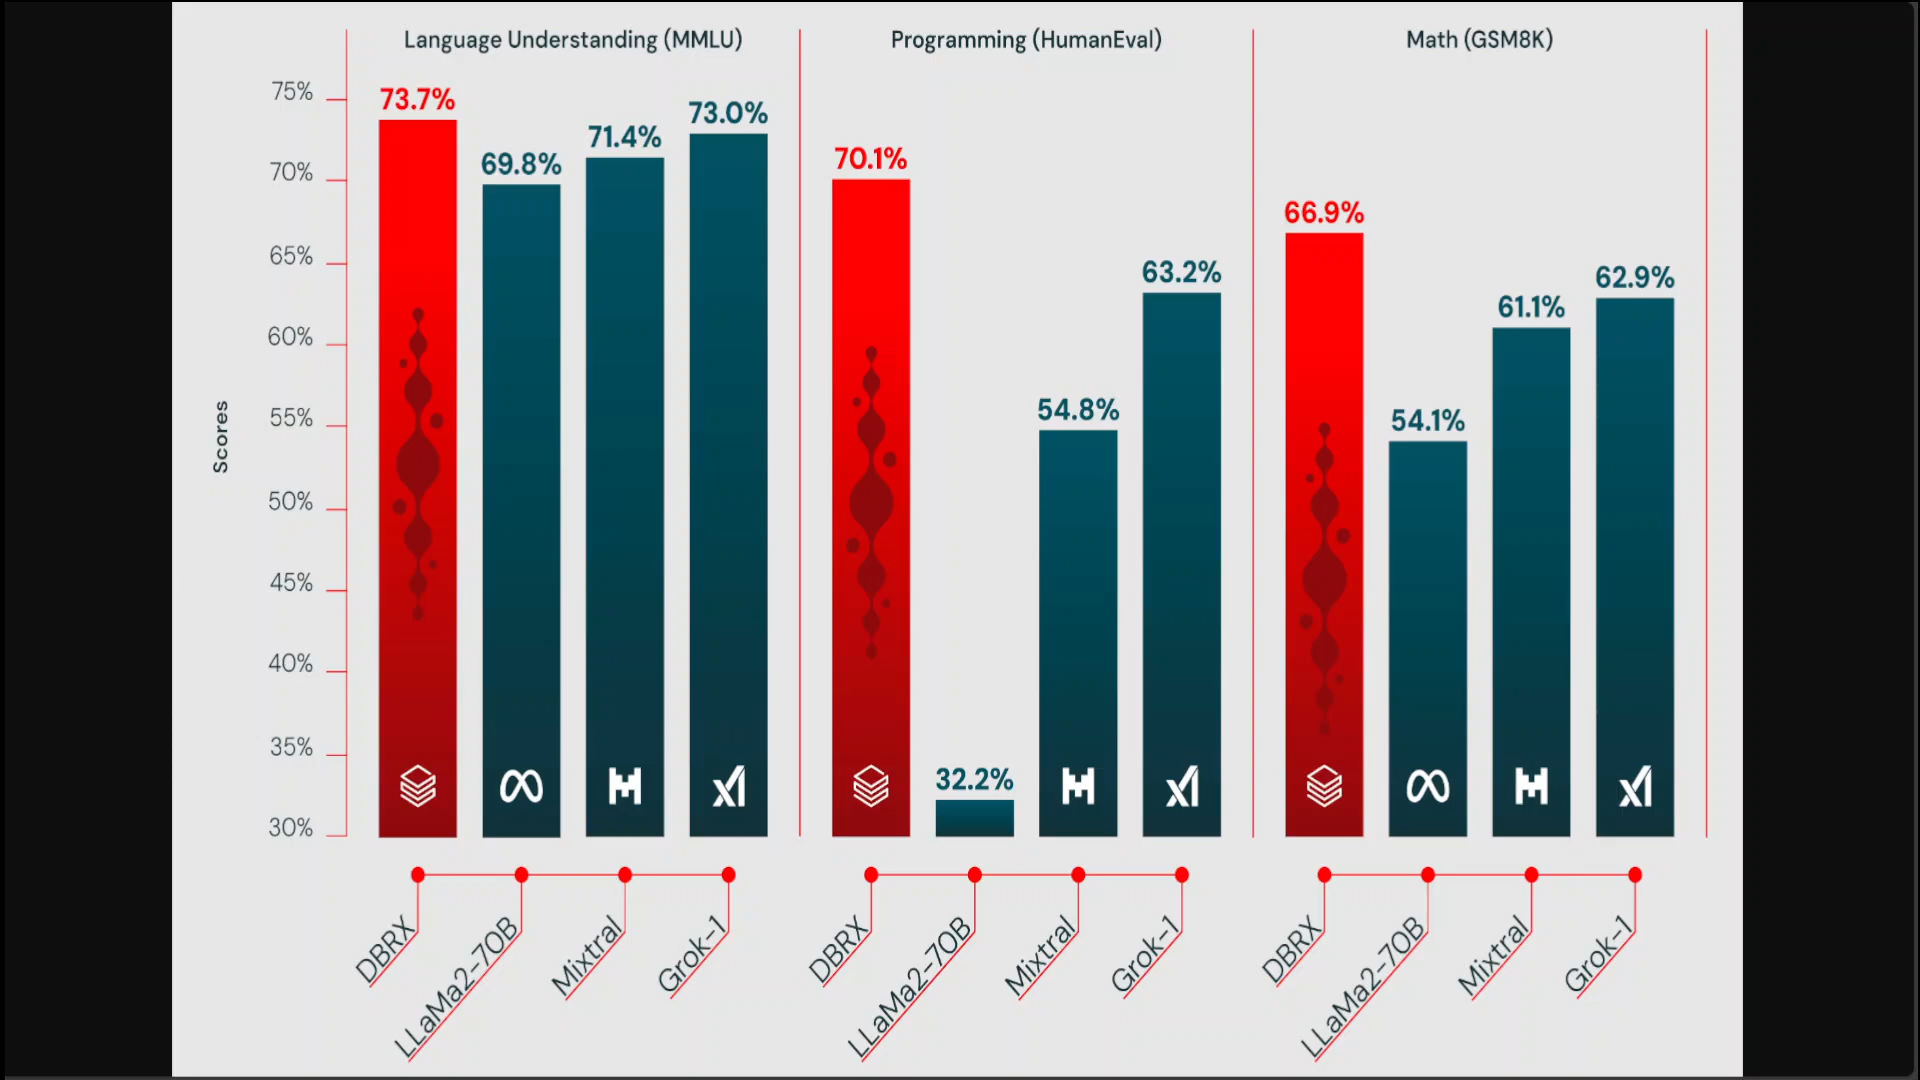 Language Understanding (MMLU)
Programming (HumanEval)
Math (GSM8K)
Scores
75%
70%
65%
60%
55%
50%
45%
40%
35%
30%
73.7%
69.8%
71.4%
73.0%
70.1%
32.2%
54.8%
63.2%
66.9%
54.1%
61.1%
62.9%
DBRX
LLaMa2-70B
Mixtral
Grok-1
DBRX
LLaMa2-70B
Mixtral
Grok-1
DBRX
LLaMa2-70B
Mixtral
Grok-1